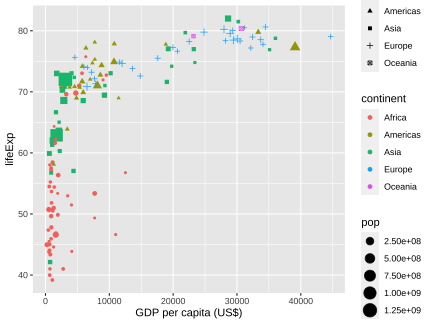 Americas
Asia
Europe
Oceania
continent
Africa
Americas
Asia
Europe
Oceania
pop
2.50e+08
5.00e+08
7.50e+08
1.00e+09
1.25e+09
lifeExp
80
70
60
50
40
0
10000
20000
30000
40000
GDP per capita (US$)